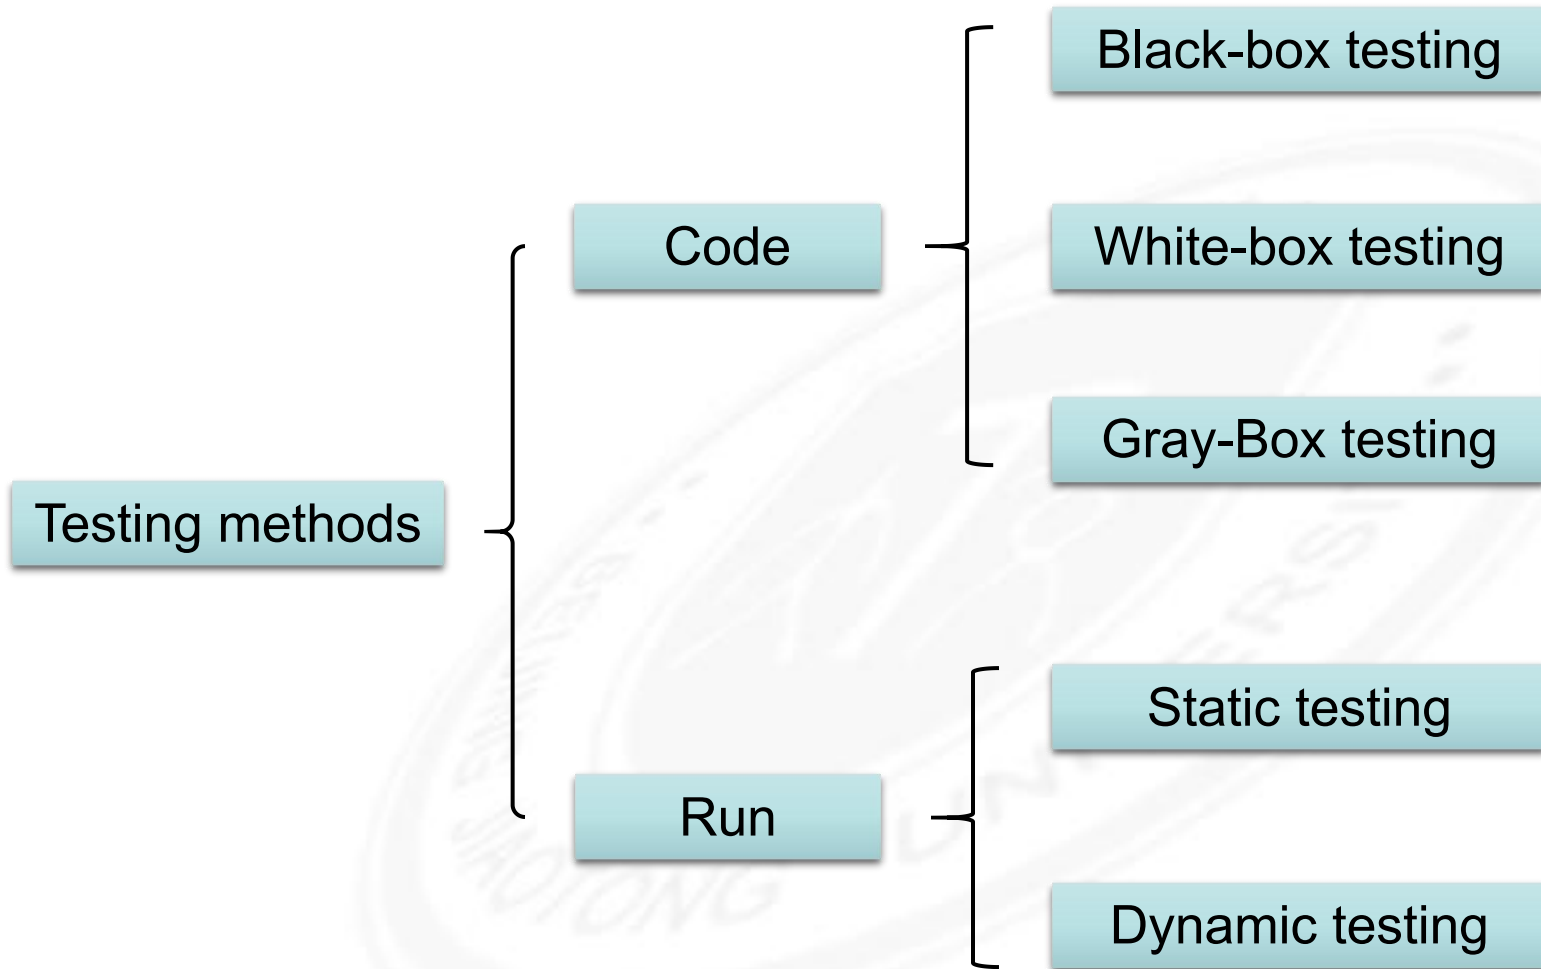 Black-box testing
Code
White-box testing
Gray-Box testing
Testing methods
Static testing
Run
Dynamic testing